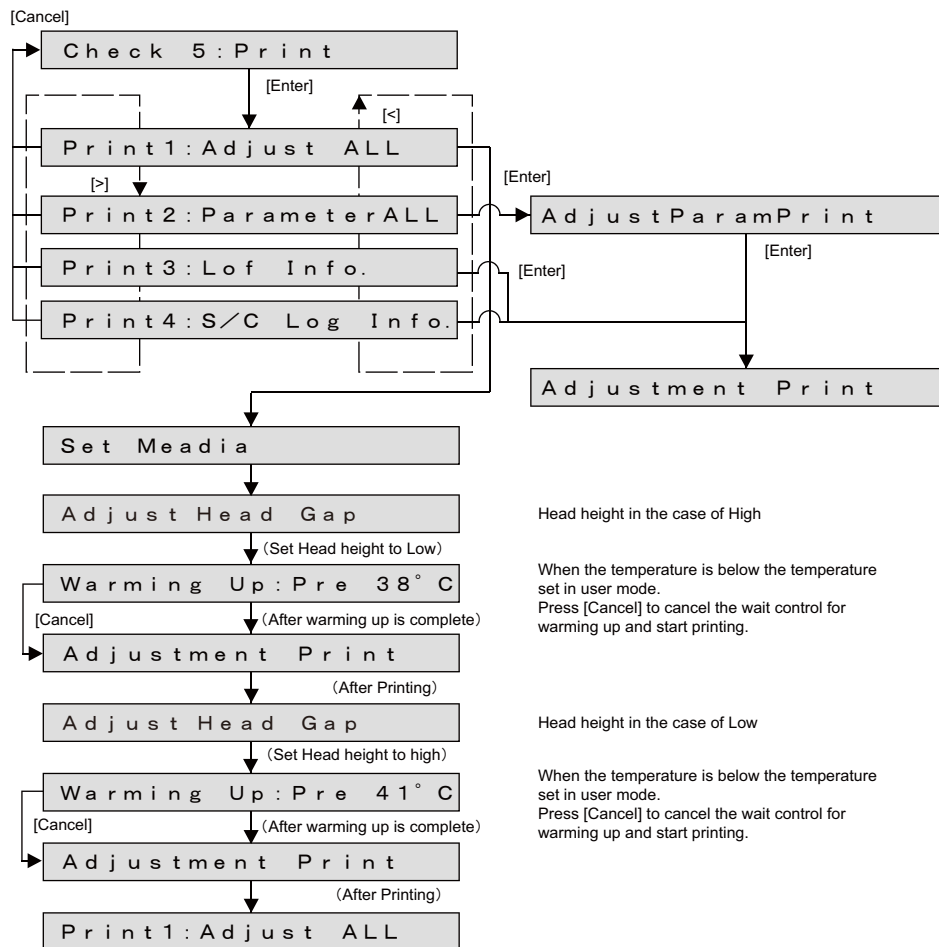 [Cancel]
Check 5:Print
[Enter]
[<]
Print1:Adjust ALL
[>]
[Enter]
Print2:ParameterALL
AdjustParamPrint
[Enter]
Print3:Lof Info.
[Enter]
Print4:S/C Log Info.
Adjustment Print
Set Meadia
Adjust Head Gap
Head height in the case of High
(Set Head height to Low)
Warming Up:Pre 38°C
When the temperature is below the temperature
set in user mode.
Press [Cancel] to cancel the wait control for
warming up and start printing.
[Cancel]
(After warming up is complete)
Adjustment Print
(After Printing)
Adjust Head Gap
Head height in the case of Low
(Set Head height to high)
Warming Up:Pre 41°C
When the temperature is below the temperature
set in user mode.
Press [Cancel] to cancel the wait control for
warming up and start printing.
[Cancel]
(After warming up is complete)
Adjustment Print
(After Printing)
Print1:Adjust ALL